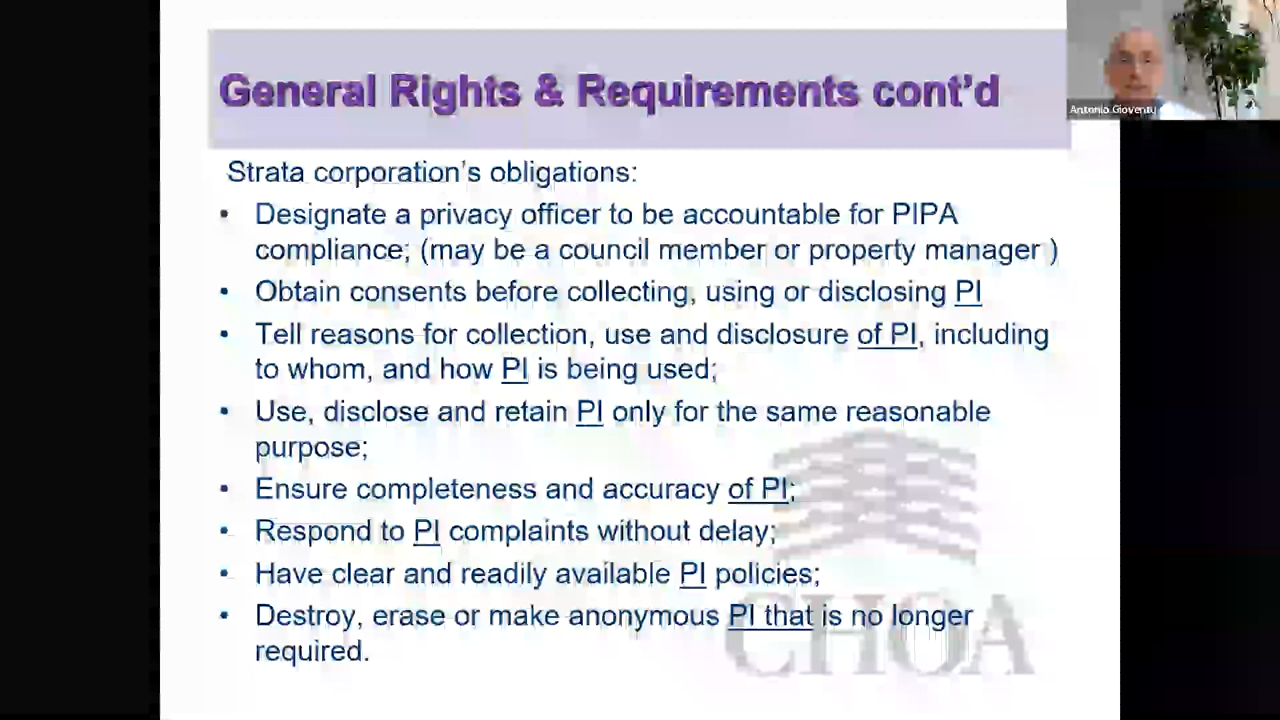 General Rights & Requirements cont'd
Antonio Gioventu
Strata corporation's obligations:
• Designate a privacy officer to be accountable for PIPA
compliance; (may be a council member or property manager )
• Obtain consents before collecting, using or disclosing PI
• Tell reasons for collection, use and disclosure of PI, including
to whom, and how PI is being used;
• Use, disclose and retain PI only for the same reasonable
purpose;
• Ensure completeness and accuracy of PI;
• Respond to PI complaints without delay;
• Have clear and readily available PI policies;
• Destroy, erase or make anonymous PI that is no longer
required.
CHOA